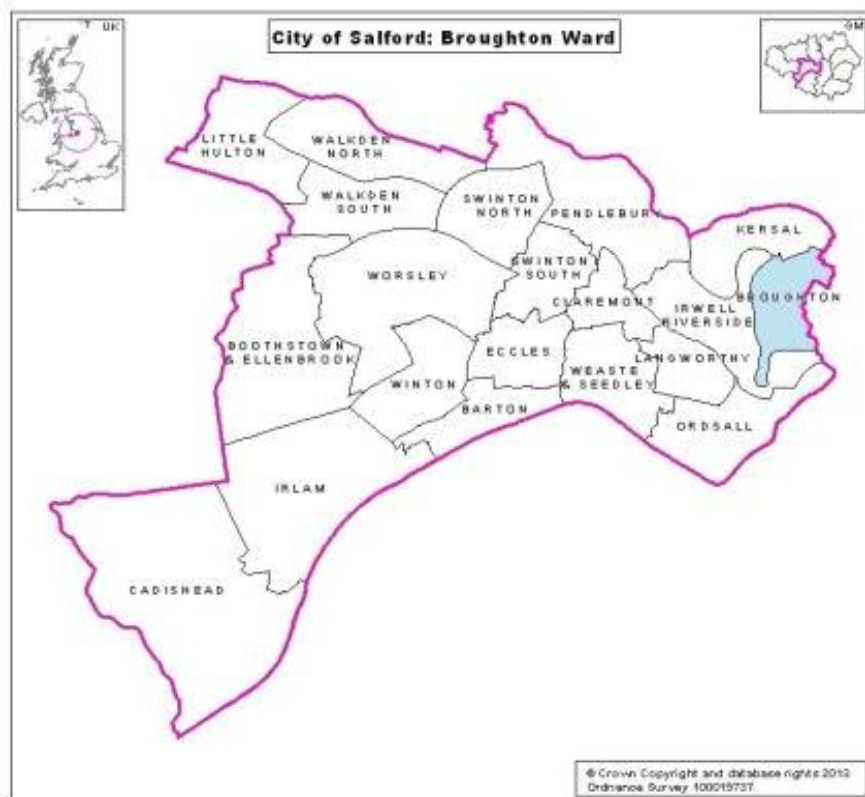 UK
City of Salford: Broughton Ward
GM
LITTLE
HULTON
WALKDEN
NORTH
WALKDEN
SOUTH
SWINTON
NORTH
PENDLEBURY
KERSAL
WORSLEY
SWINTON
SOUTH
CLAREMONT
IRWELL
RIVERSIDE
BROUGHTON
BOOTHSTOWN
& ELLENBROOK
ECCLES
LANGWORTHY
WINTON
WEASTE
& SEEDLEY
BARTON
ORDSALL
IRLAM
CADISHEAD
© Crown Copyright and database rights 2013
Ordnance Survey 100019737.